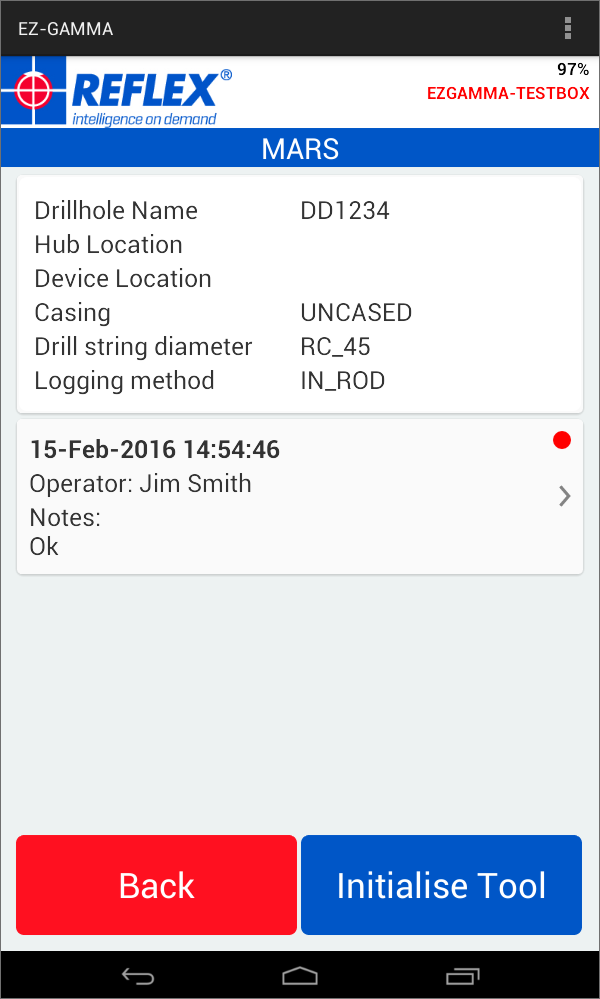 EZ-GAMMA
REFLEX®
intelligence on demand
97%
EZGAMMA-TESTBOX
MARS
Drillhole Name DD1234
Hub Location
Device Location
Casing UNCASED
Drill string diameter RC_45
Logging method IN_ROD
15-Feb-2016 14:54:46
Operator: Jim Smith
Notes:
Ok
Back Initialise Tool